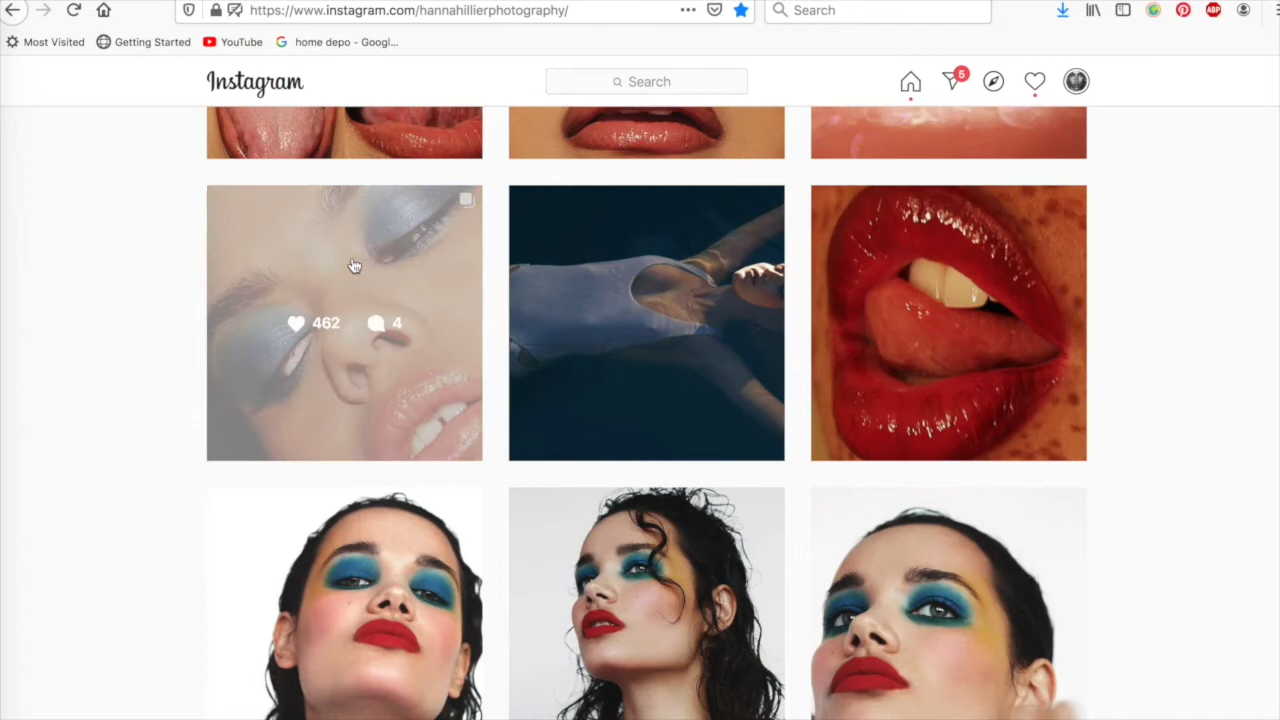 https://www.instagram.com/hannahhillierphotography/
Search
Most Visited
Getting Started
YouTube
home depo - Googl...
Instagram
Search
5
462
4
ABP